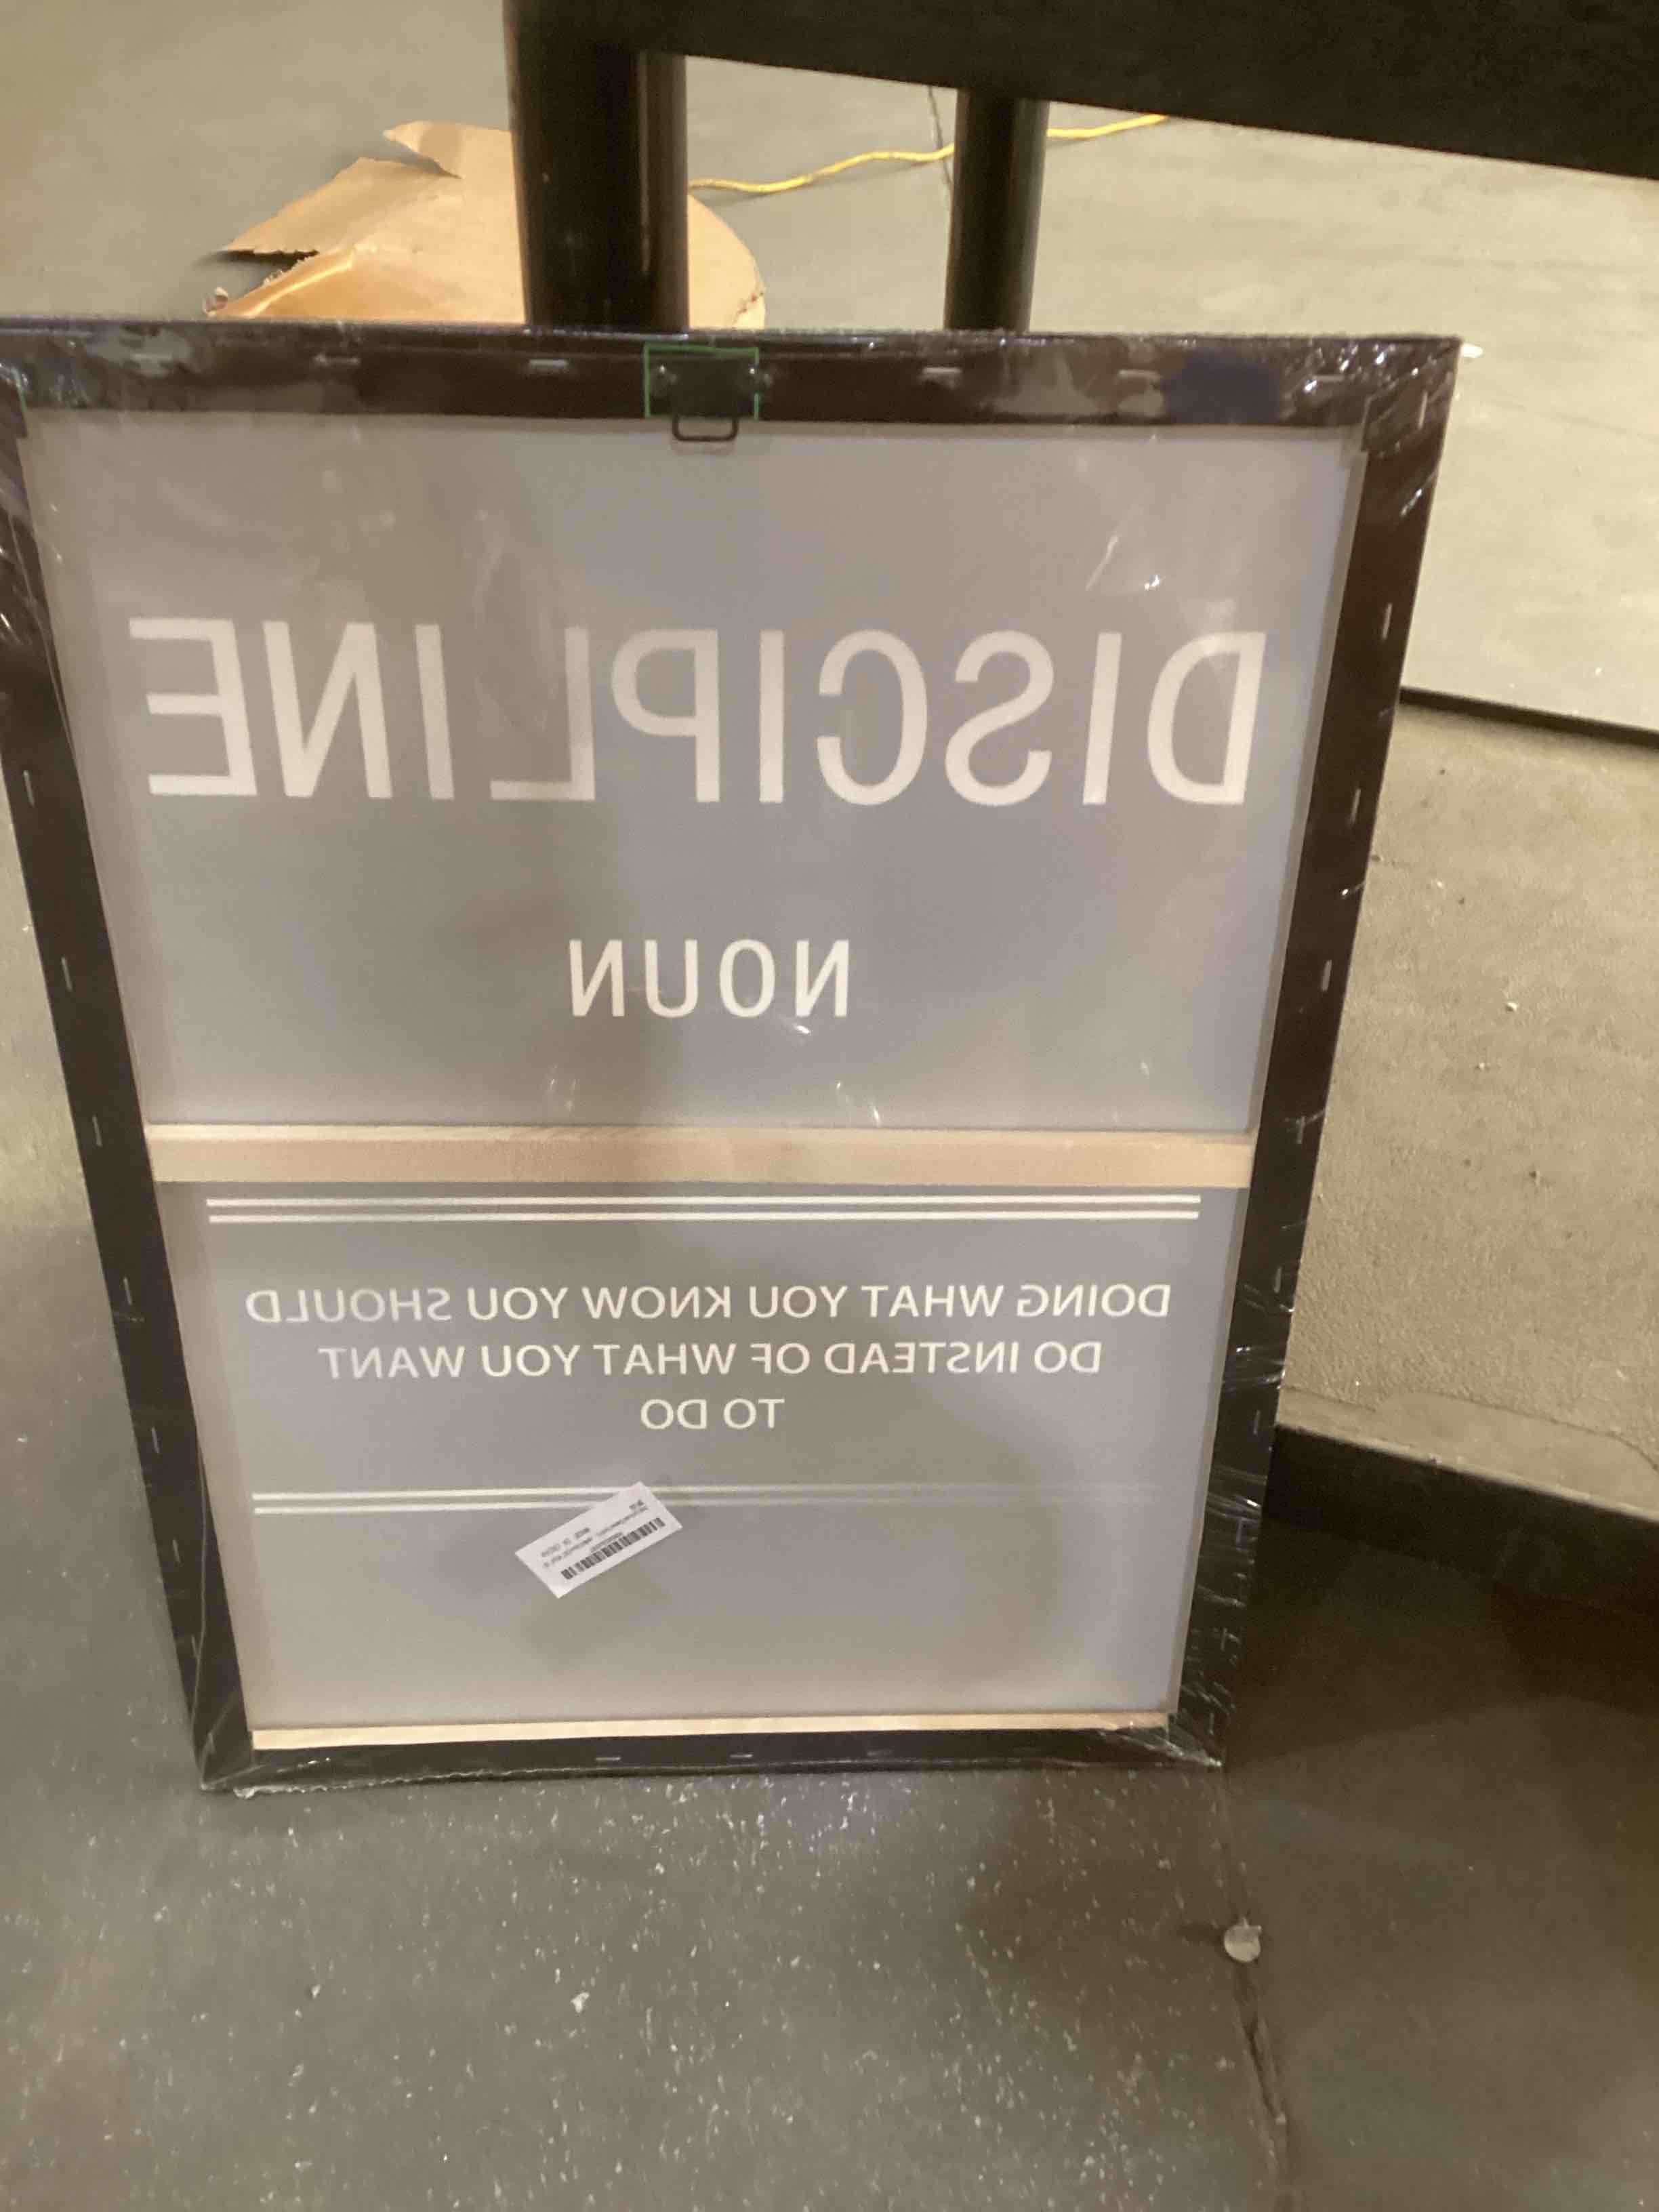 DISCIPLINE
NOUN
DOING WHAT YOU KNOW YOU SHOULD
DO INSTEAD OF WHAT YOU WANT
TO DO